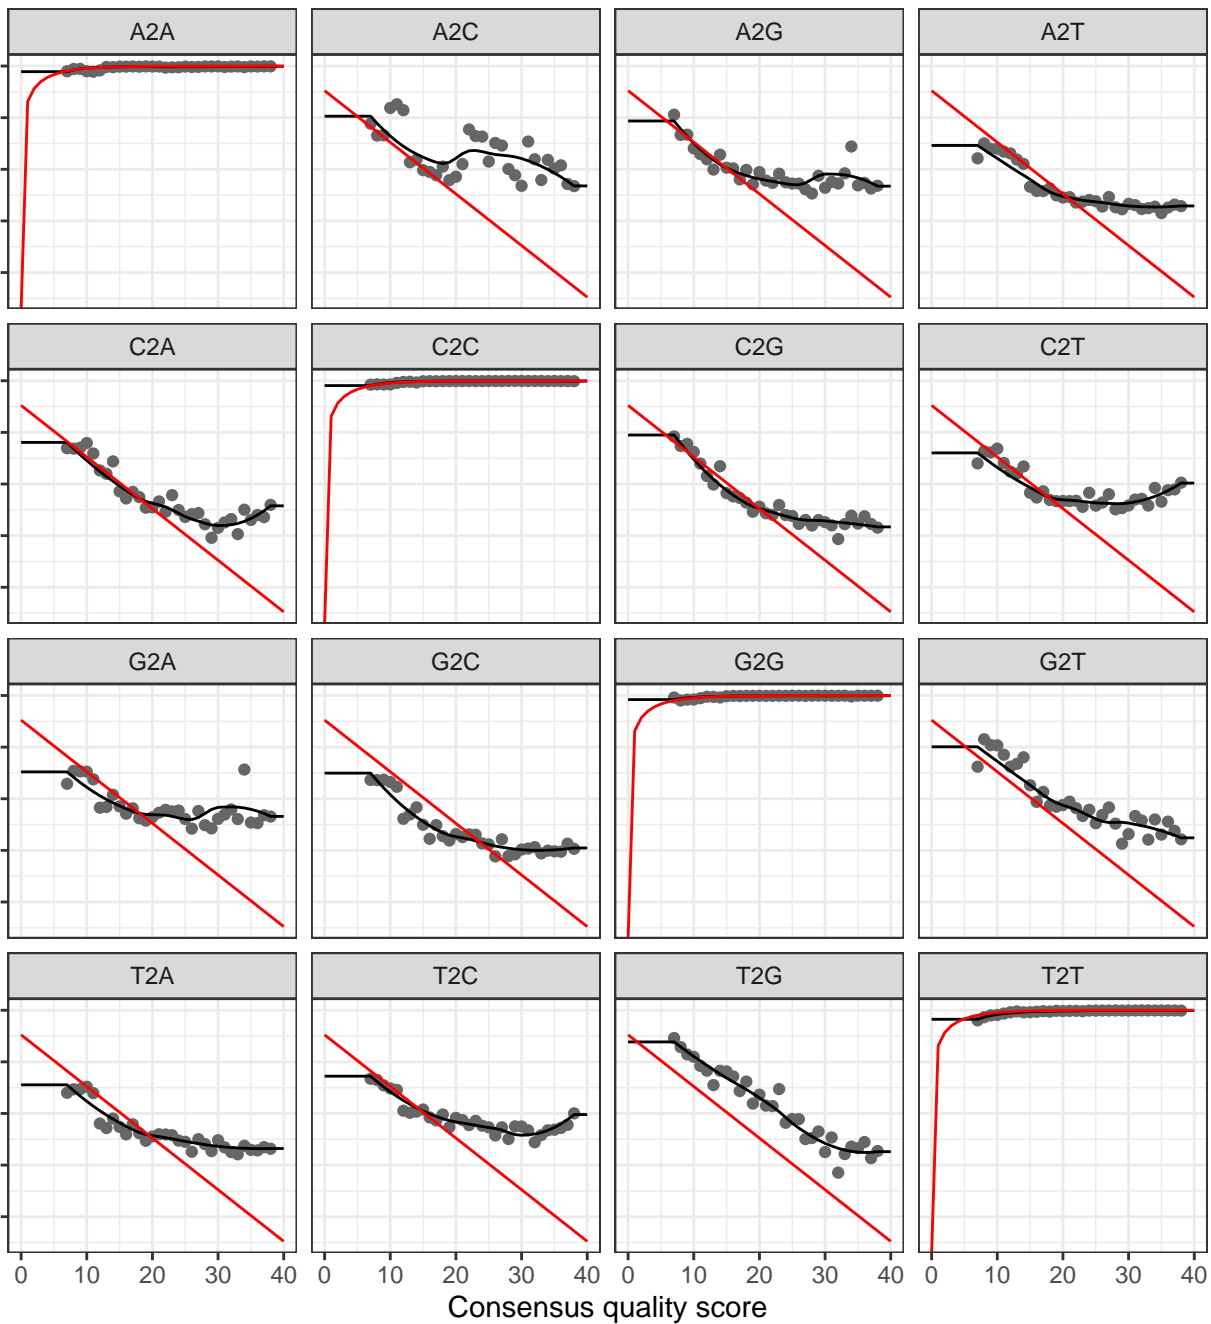 A2A A2C A2G A2T
C2A C2C C2G C2T
G2A G2C G2G G2T
T2A T2C T2G T2T
0 10 20 30 40 0 10 20 30 40 0 10 20 30 40 0 10 20 30 40
Consensus quality score